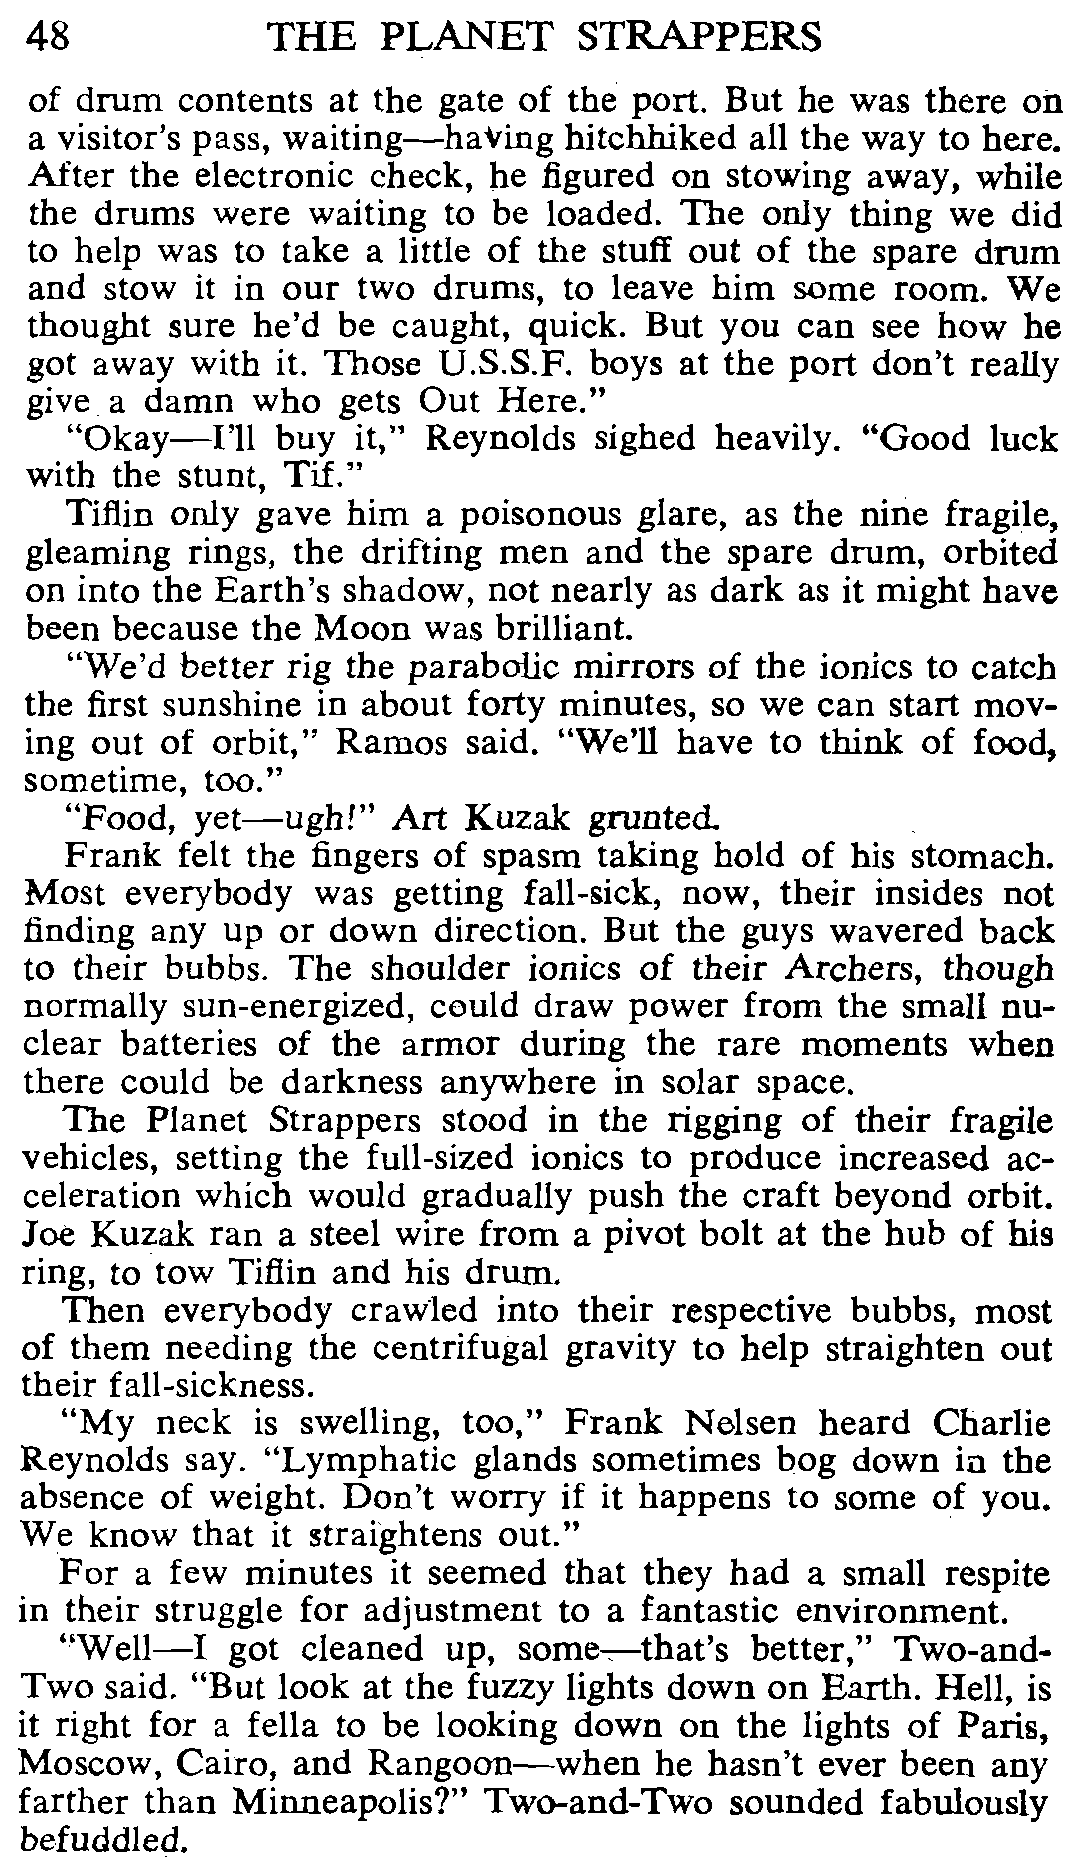 48 THE PLANET STRAPPERS
of drum contents at the gate of the port. But he was there on
a visitor's pass, waiting—having hitchhiked all the way to here.
After the electronic check, he figured on stowing away, while
the drums were waiting to be loaded. The only thing we did
to help was to take a little of the stuff out of the spare drum
and stow it in our two drums, to leave him some room. We
thought sure he'd be caught, quick. But you can see how he
got away with it. Those U.S.S.F. boys at the port don't really
give a damn who gets Out Here.”
“Okay—I'll buy it,” Reynolds sighed heavily. “Good luck
with the stunt, Tif.”
Tiflin only gave him a poisonous glare, as the nine fragile,
gleaming rings, the drifting men and the spare drum, orbited
on into the Earth's shadow, not nearly as dark as it might have
been because the Moon was brilliant.
“We'd better rig the parabolic mirrors of the ionics to catch
the first sunshine in about forty minutes, so we can start mov-
ing out of orbit,” Ramos said. “We'll have to think of food,
sometime, too.”
“Food, yet—ugh!” Art Kuzak grunted.
Frank felt the fingers of spasm taking hold of his stomach.
Most everybody was getting fall-sick, now, their insides not
finding any up or down direction. But the guys wavered back
to their bubbs. The shoulder ionics of their Archers, though
normally sun-energized, could draw power from the small nu-
clear batteries of the armor during the rare moments when
there could be darkness anywhere in solar space.
The Planet Strappers stood in the rigging of their fragile
vehicles, setting the full-sized ionics to produce increased ac-
celeration which would gradually push the craft beyond orbit.
Joe Kuzak ran a steel wire from a pivot bolt at the hub of his
ring, to tow Tiflin and his drum.
Then everybody crawled into their respective bubbs, most
of them needing the centrifugal gravity to help straighten out
their fall-sickness.
“My neck is swelling, too,” Frank Nelsen heard Charlie
Reynolds say. “Lymphatic glands sometimes bog down in the
absence of weight. Don't worry if it happens to some of you.
We know that it straightens out.”
For a few minutes it seemed that they had a small respite
in their struggle for adjustment to a fantastic environment.
“Well—I got cleaned up, some—that's better,” Two-and-
Two said. “But look at the fuzzy lights down on Earth. Hell, is
it right for a fella to be looking down on the lights of Paris,
Moscow, Cairo, and Rangoon—when he hasn't ever been any
farther than Minneapolis?” Two-and-Two sounded fabulously
befuddled.